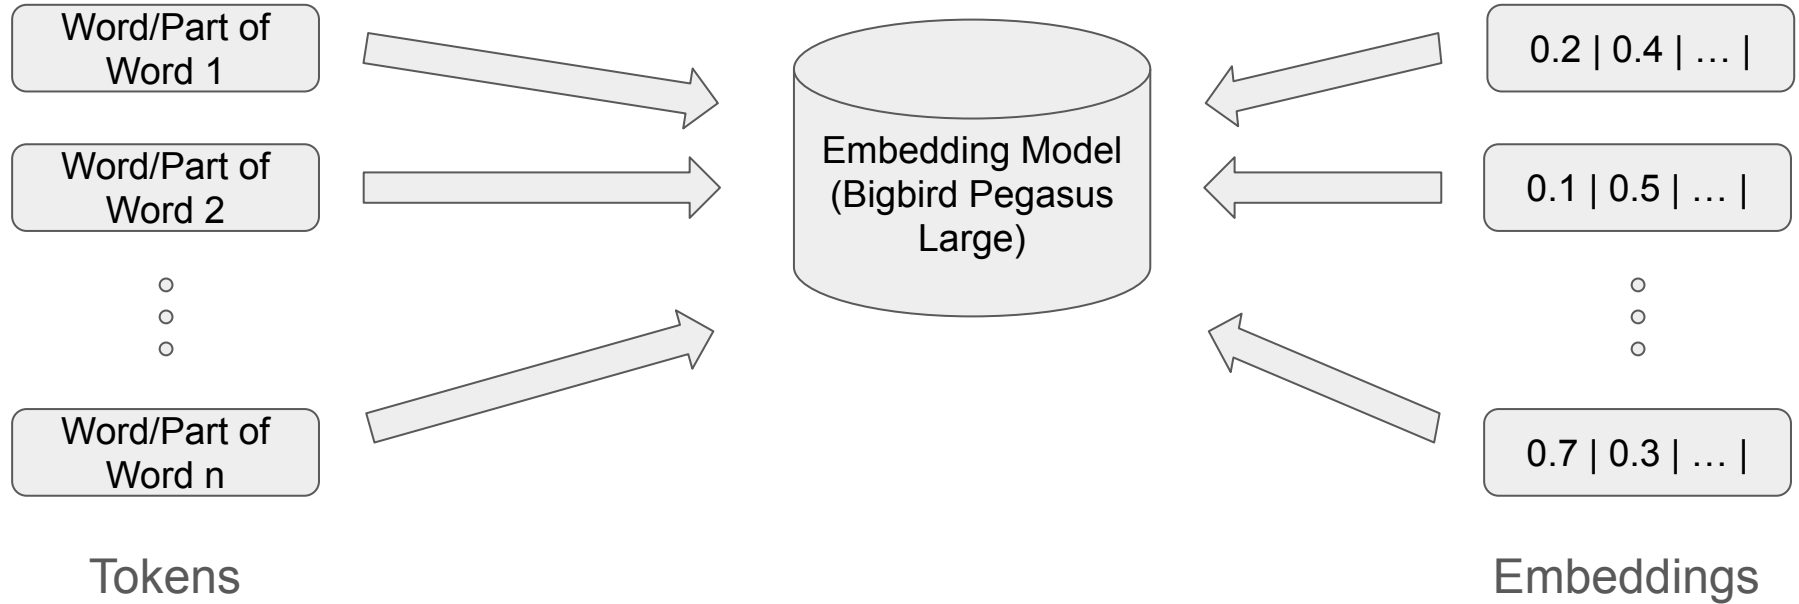 Word/Part of
Word 1
Word/Part of
Word 2
Word/Part of
Word n
Tokens
Embedding Model
(Bigbird Pegasus
Large)
0.2 | 0.4 | … |
0.1 | 0.5 | … |
0.7 | 0.3 | … |
Embeddings